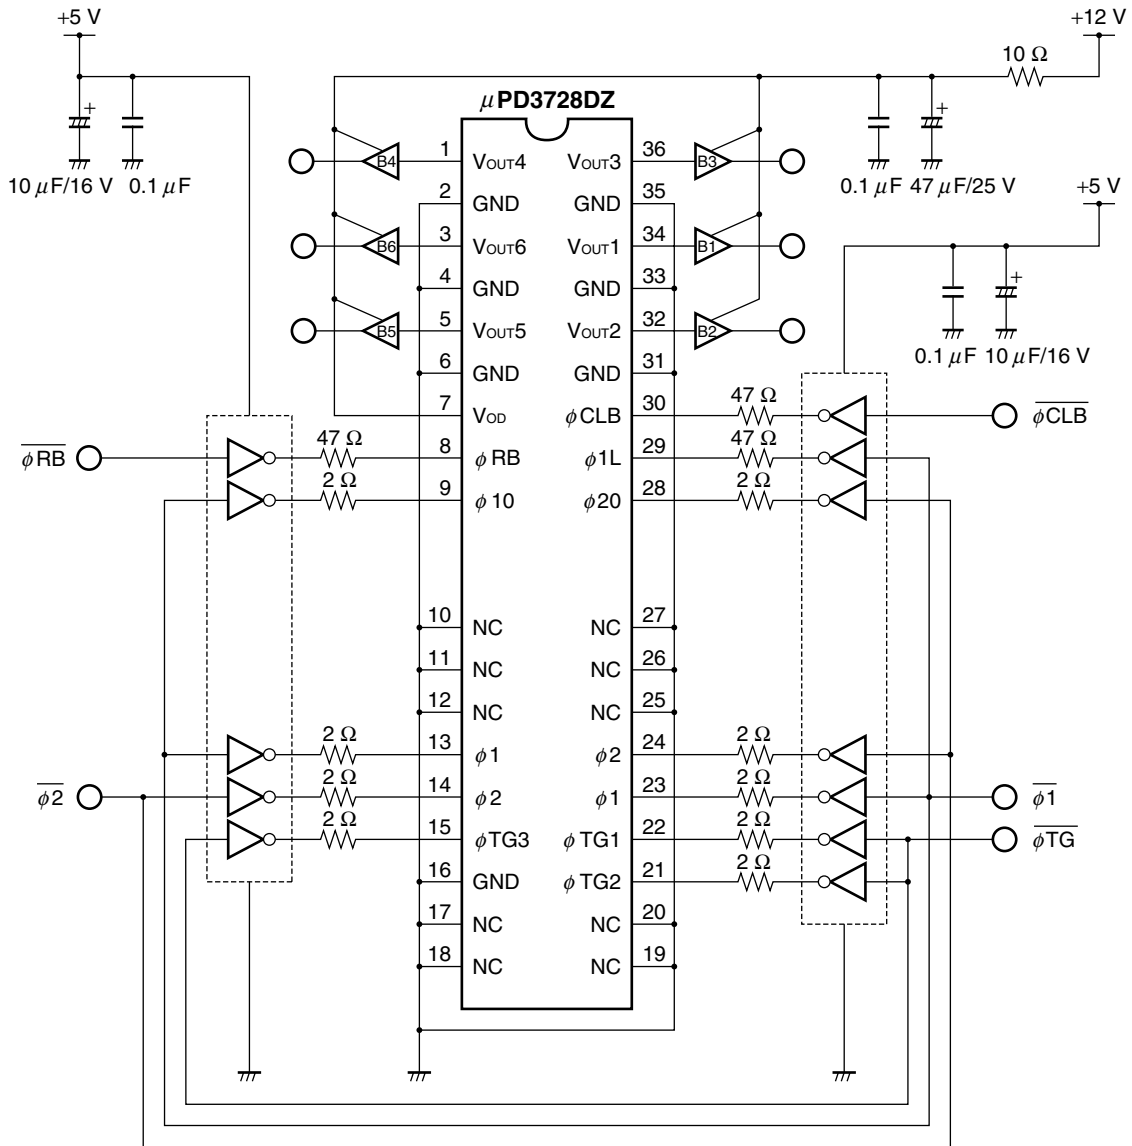 +5 V
+12 V
10 Ω
μPD3728DZ
+
+
10 μF/16 V
0.1 μF
0.1 μF
47 μF/25 V
+5 V
B4
1
VOUT4
VOUT3
36
B3
2
GND
GND
35
B6
3
VOUT6
VOUT1
34
B1
4
GND
GND
33
+
B5
5
VOUT5
VOUT2
32
B2
0.1 μF
10 μF/16 V
6
GND
GND
31
7
VOD
φCLB
30
47 Ω
φCLB
φRB
47 Ω
8
φRB
φ1L
29
47 Ω
2 Ω
9
φ10
φ20
28
2 Ω
10
NC
NC
27
11
NC
NC
26
12
NC
NC
25
2 Ω
13
φ1
φ2
24
2 Ω
φ2
2 Ω
14
φ2
φ1
23
2 Ω
φ1
2 Ω
15
φTG3
φTG1
22
2 Ω
φTG
16
GND
φTG2
21
2 Ω
17
NC
NC
20
18
NC
NC
19